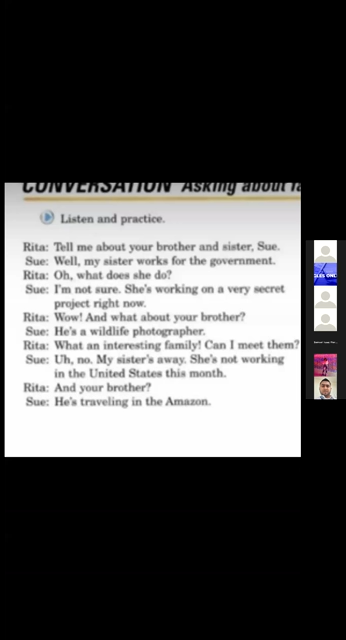 CONVERSATION Asking about fa
Listen and practice.
Rita: Tell me about your brother and sister, Sue.
Sue: Well, my sister works for the government.
Rita: Oh, what does she do?
Sue: I'm not sure. She's working on a very secret
project right now.
Rita: Wow! And what about your brother?
Sue: He's a wildlife photographer.
Rita: What an interesting family! Can I meet them?
Sue: Uh, no. My sister's away. She's not working
in the United States this month.
Rita: And your brother?
Sue: He's traveling in the Amazon.